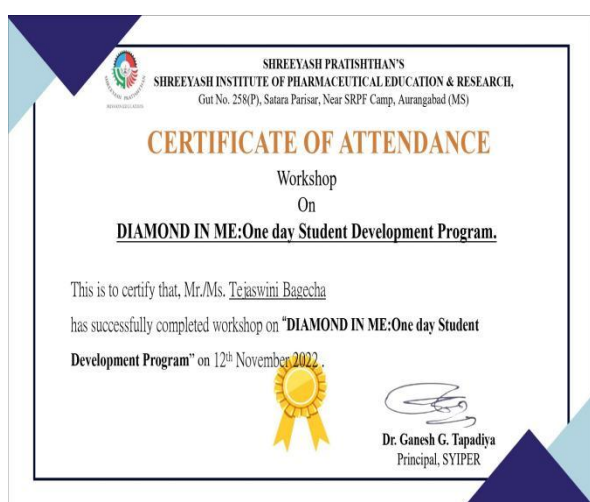 SHREEYASH PRATISHTHAN'S
SHREEYASH INSTITUTE OF PHARMACEUTICAL EDUCATION & RESEARCH,
Gut No. 258(P), Satara Parisar, Near SRPF Camp, Aurangabad (MS)
CERTIFICATE OF ATTENDANCE
Workshop
On
DIAMOND IN ME:One day Student Development Program.
This is to certify that, Mr./Ms. Tejaswini Bagecha
has successfully completed workshop on "DIAMOND IN ME:One day Student
Development Program" on 12th November 2022 .
Dr. Ganesh G. Tapadiya
Principal, SYIPER